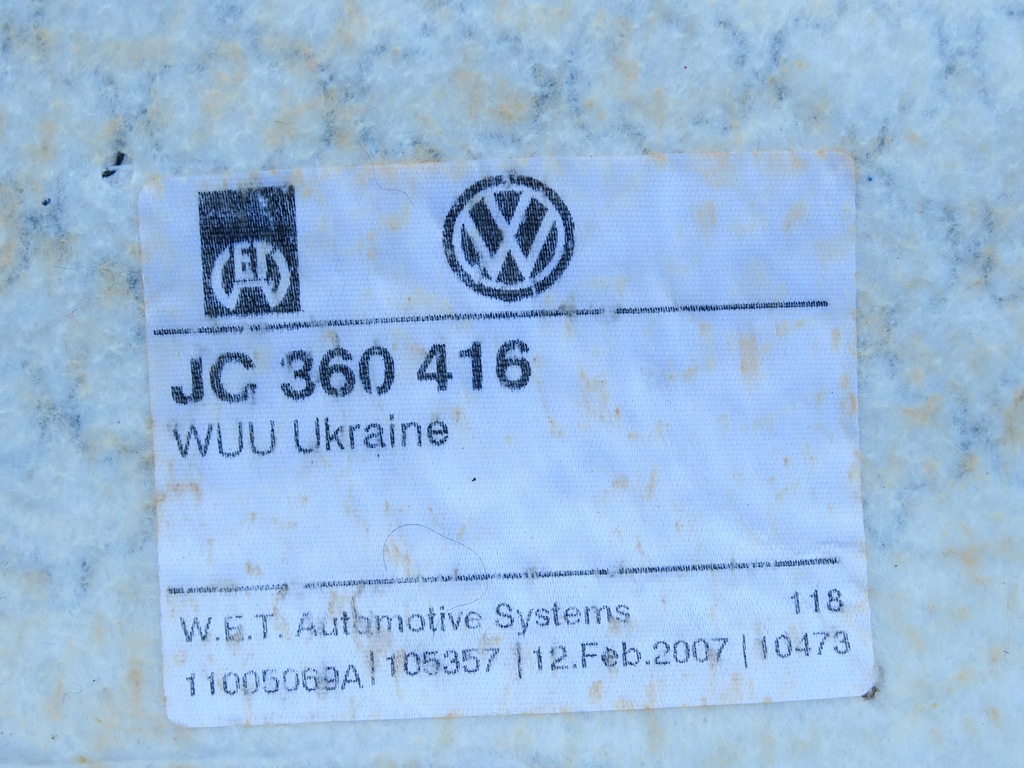 JC 360 416
WUU Ukraine
W.E.T. Automotive Systems 118
11005069A | 105357 | 12.Feb.2007 | 10473